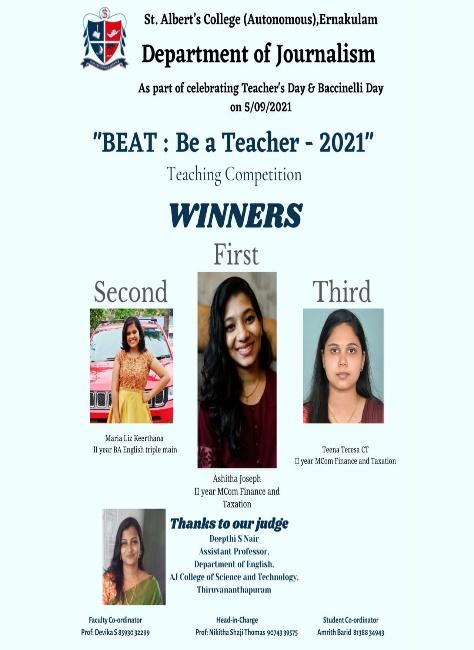 St. Albert's College (Autonomous),Ernakulam
Department of Journalism
As part of celebrating Teacher's Day & Baccinelli Day
on 5/09/2021
"BEAT : Be a Teacher - 2021"
Teaching Competition
WINNERS
First
Second
Third
Maria Liz Keerthana
II year BA English triple main
Teena Teresa CT
II year MCom Finance and Taxation
Ashitha Joseph
II year MCom Finance and
Taxation
Thanks to our judge
Deepthi S Nair
Assistant Professor,
Department of English,
AJ College of Science and Technology,
Thiruvananthapuram
Faculty Co-ordinator
Prof: Devika S 85930 32299
Head-in-Charge
Prof: Nikitha Shaji Thomas 90743 39575
Student Co-ordinator
Amrith Barid 81388 34943